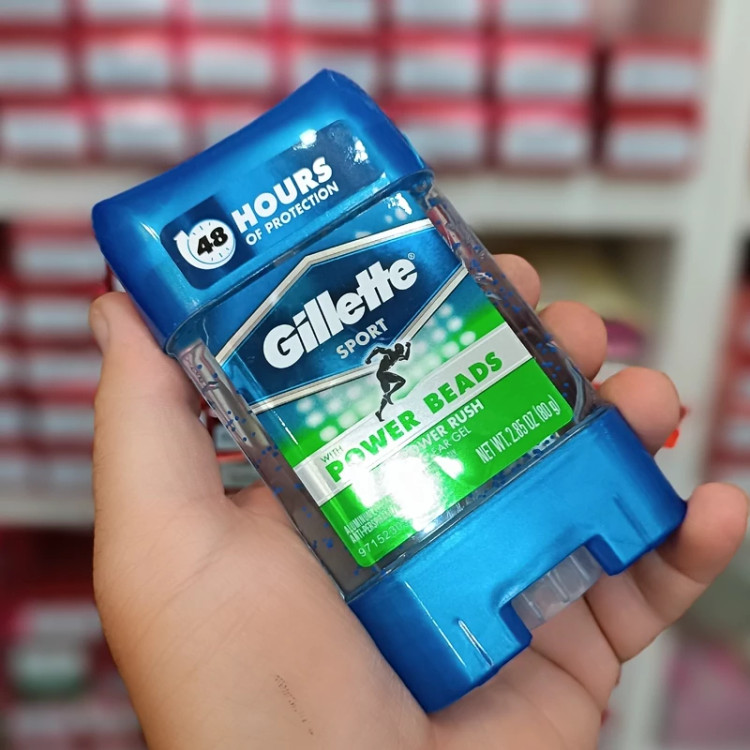 48 HOURS
OF PROTECTION
Gillette®
SPORT
WITH
POWER BEADS
POWER RUSH
CLEAR GEL
NET WT. 2.85 OZ (80 g)